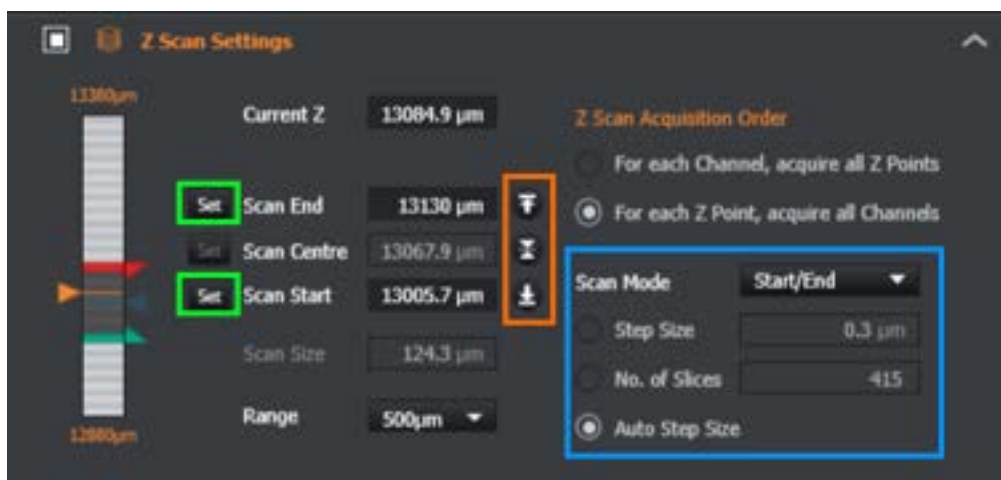 Z Scan Settings
13380µm
Current Z 13084.9 µm
Set Scan End 13130 µm
Set Scan Centre 13067.9 µm
Set Scan Start 13005.7 µm
Scan Size 124.3 µm
Range 500µm
12880µm
Z Scan Acquisition Order
For each Channel, acquire all Z Points
For each Z Point, acquire all Channels
Scan Mode Start/End
Step Size 0.3 µm
No. of Slices 415
Auto Step Size